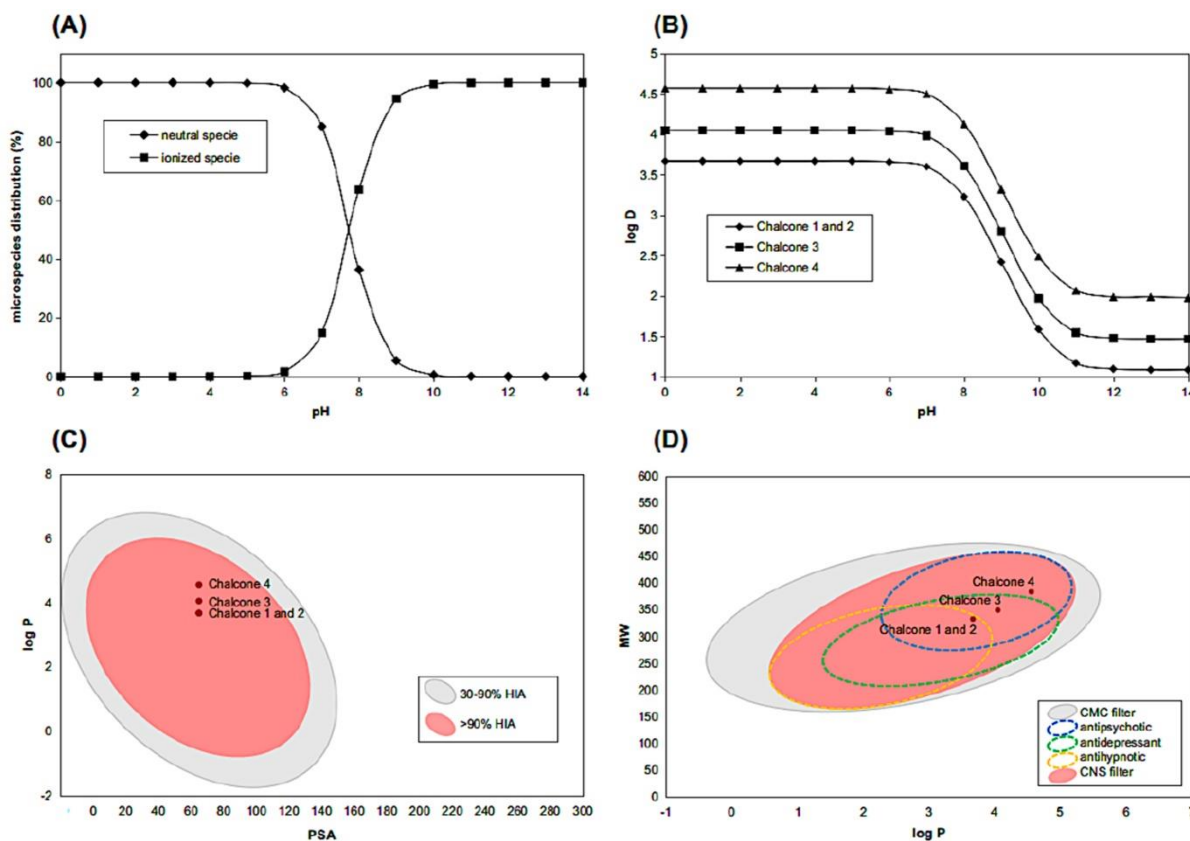 (A)
microspecies distribution (%)
100
80
60
40
20
0
neutral specie
ionized specie
0 2 4 6 8 10 12 14
pH
(B)
log D
5
4.5
4
3.5
3
2.5
2
1.5
1
Chalcone 1 and 2
Chalcone 3
Chalcone 4
0 2 4 6 8 10 12 14
pH
(C)
log P
8
6
4
2
0
-2
Chalcone 4
Chalcone 3
Chalcone 1 and 2
30-90% HIA
>90% HIA
0 20 40 60 80 100 120 140 160 180 200 220 240 260 280 300
PSA
(D)
MW
600
550
500
450
400
350
300
250
200
150
100
50
000
Chalcone 4
Chalcone 3
Chalcone 1 and 2
CMC filter
antipsychotic
antidepressant
antihypnotic
CNS filter
-1 0 1 2 3 4 5 6 7
log P